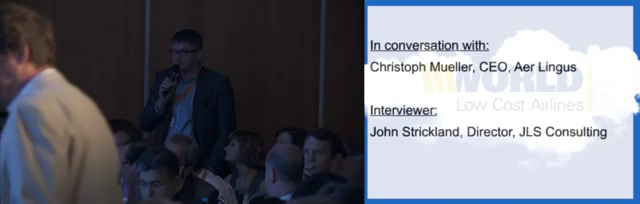 In conversation with:
Christoph Mueller, CEO, Aer Lingus
WORLD
Low Cost Airlines
Interviewer:
John Strickland, Director, JLS Consulting